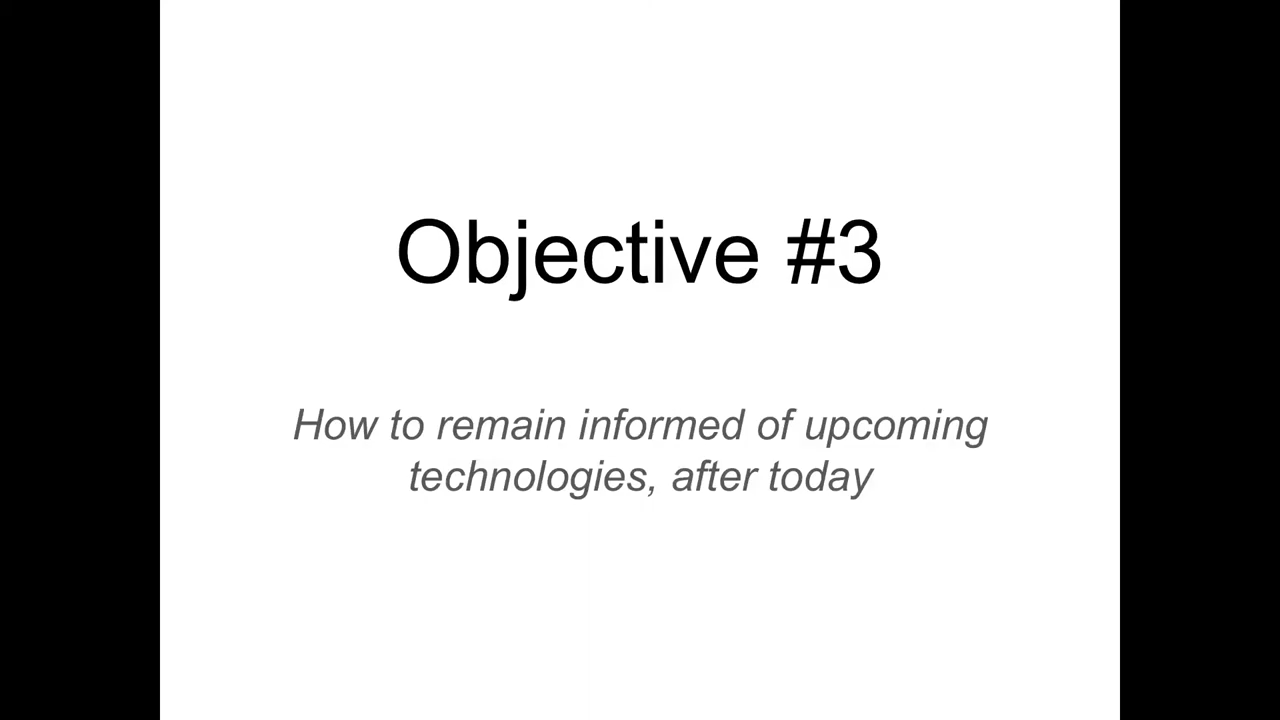 Objective #3
How to remain informed of upcoming
technologies, after today